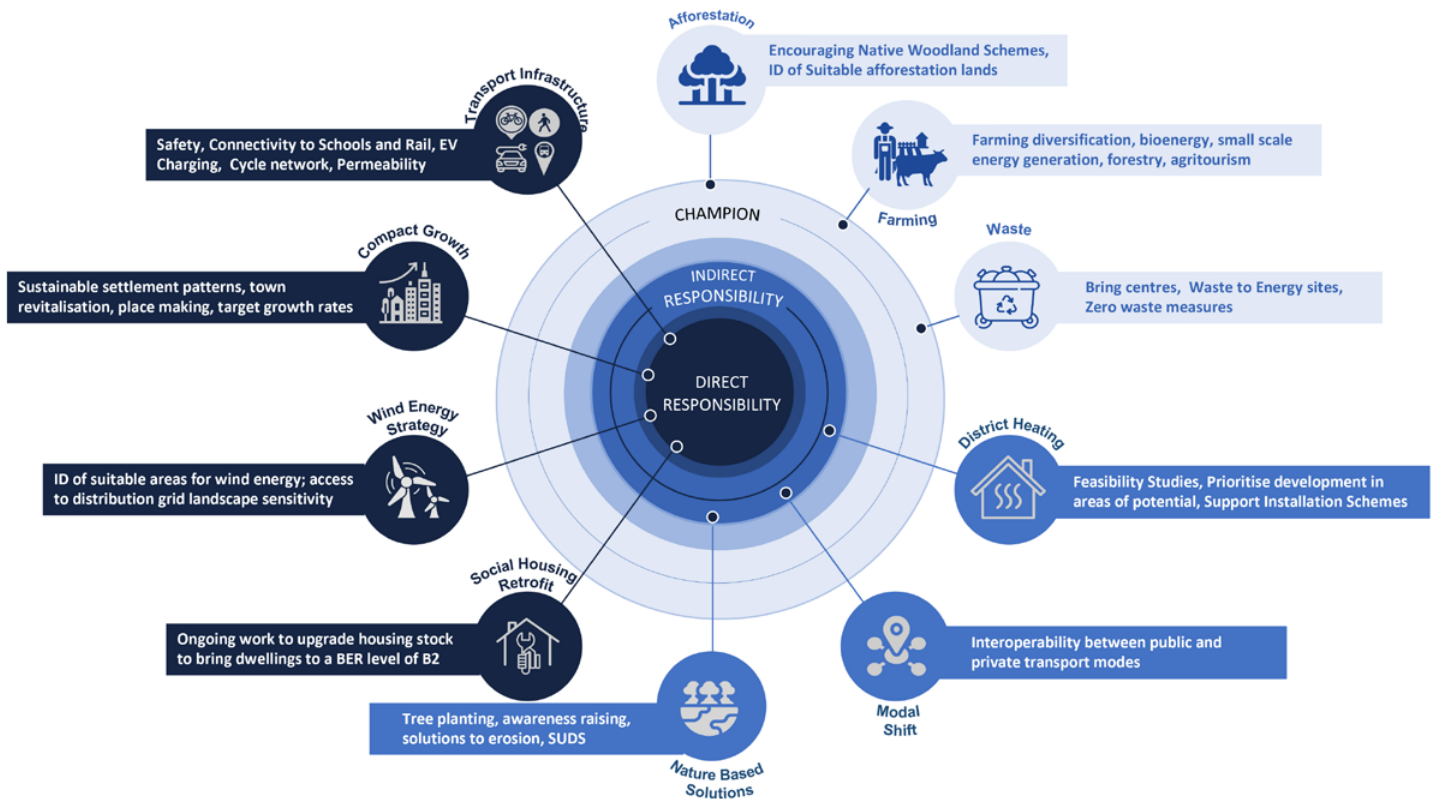 Afforestation
Encouraging Native Woodland Schemes,
ID of Suitable afforestation lands
Transport Infrastructure
Safety, Connectivity to Schools and Rail, EV
Charging, Cycle network, Permeability
Farming diversification, bioenergy, small scale
energy generation, forestry, agritourism
Farming
CHAMPION
Compact Growth
Sustainable settlement patterns, town
revitalisation, place making, target growth rates
Waste
Bring centres, Waste to Energy sites,
Zero waste measures
INDIRECT
RESPONSIBILITY
DIRECT
RESPONSIBILITY
Wind Energy
Strategy
ID of suitable areas for wind energy; access
to distribution grid landscape sensitivity
District Heating
Feasibility Studies, Prioritise development in
areas of potential, Support Installation Schemes
Social Housing
Retrofit
Ongoing work to upgrade housing stock
to bring dwellings to a BER level of B2
Interoperability between public and
private transport modes
Modal
Shift
Tree planting, awareness raising,
solutions to erosion, SUDS
Nature Based
Solutions